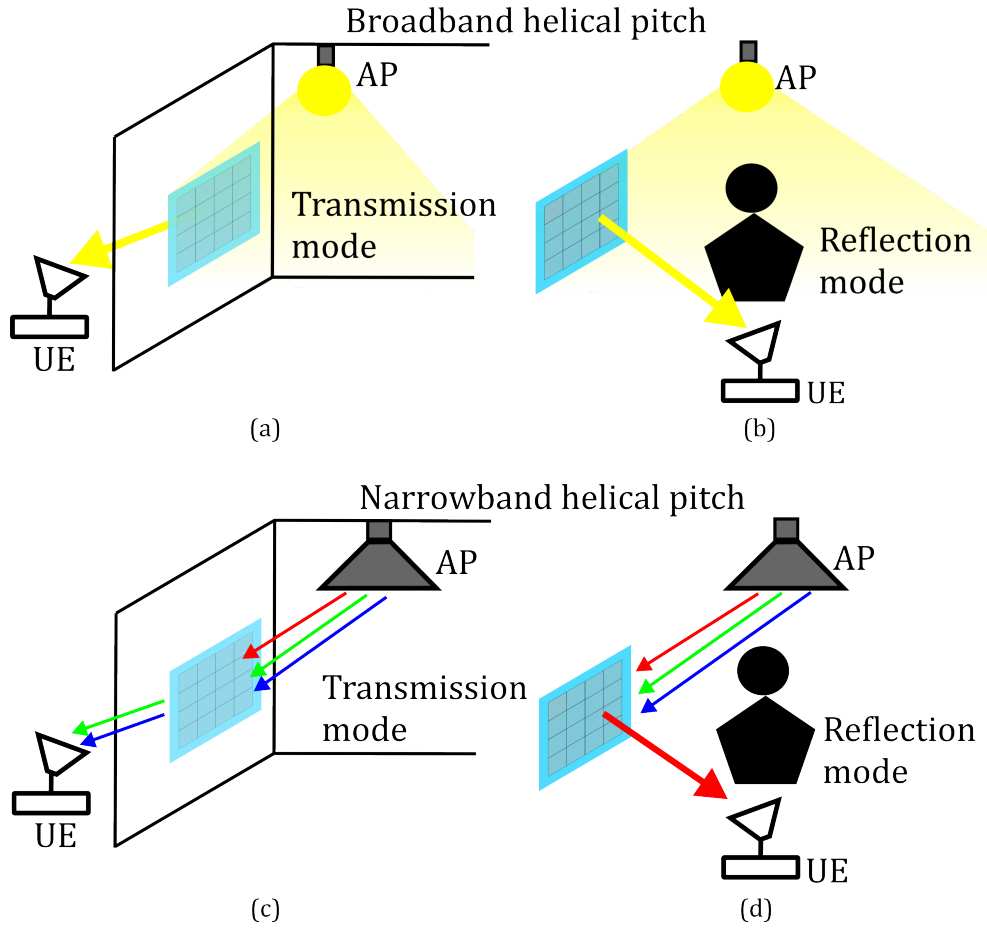 Broadband helical pitch
AP
Transmission
mode
UE
(a)
AP
Reflection
mode
UE
(b)
Narrowband helical pitch
AP
Transmission
mode
UE
(c)
AP
Reflection
mode
UE
(d)